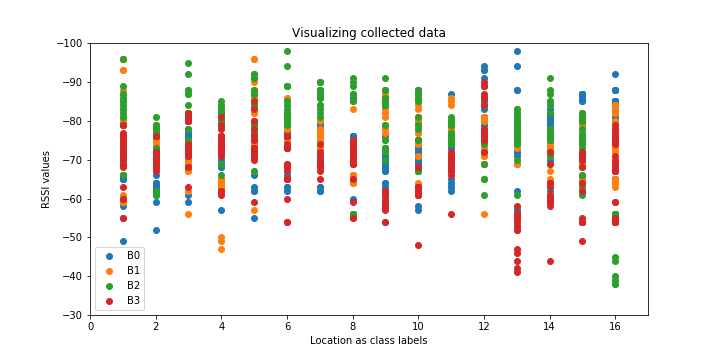 Visualizing collected data
−100
−90
−80
−70
−60
−50
−40
−30
RSSI values
B0
B1
B2
B3
0 2 4 6 8 10 12 14 16
Location as class labels